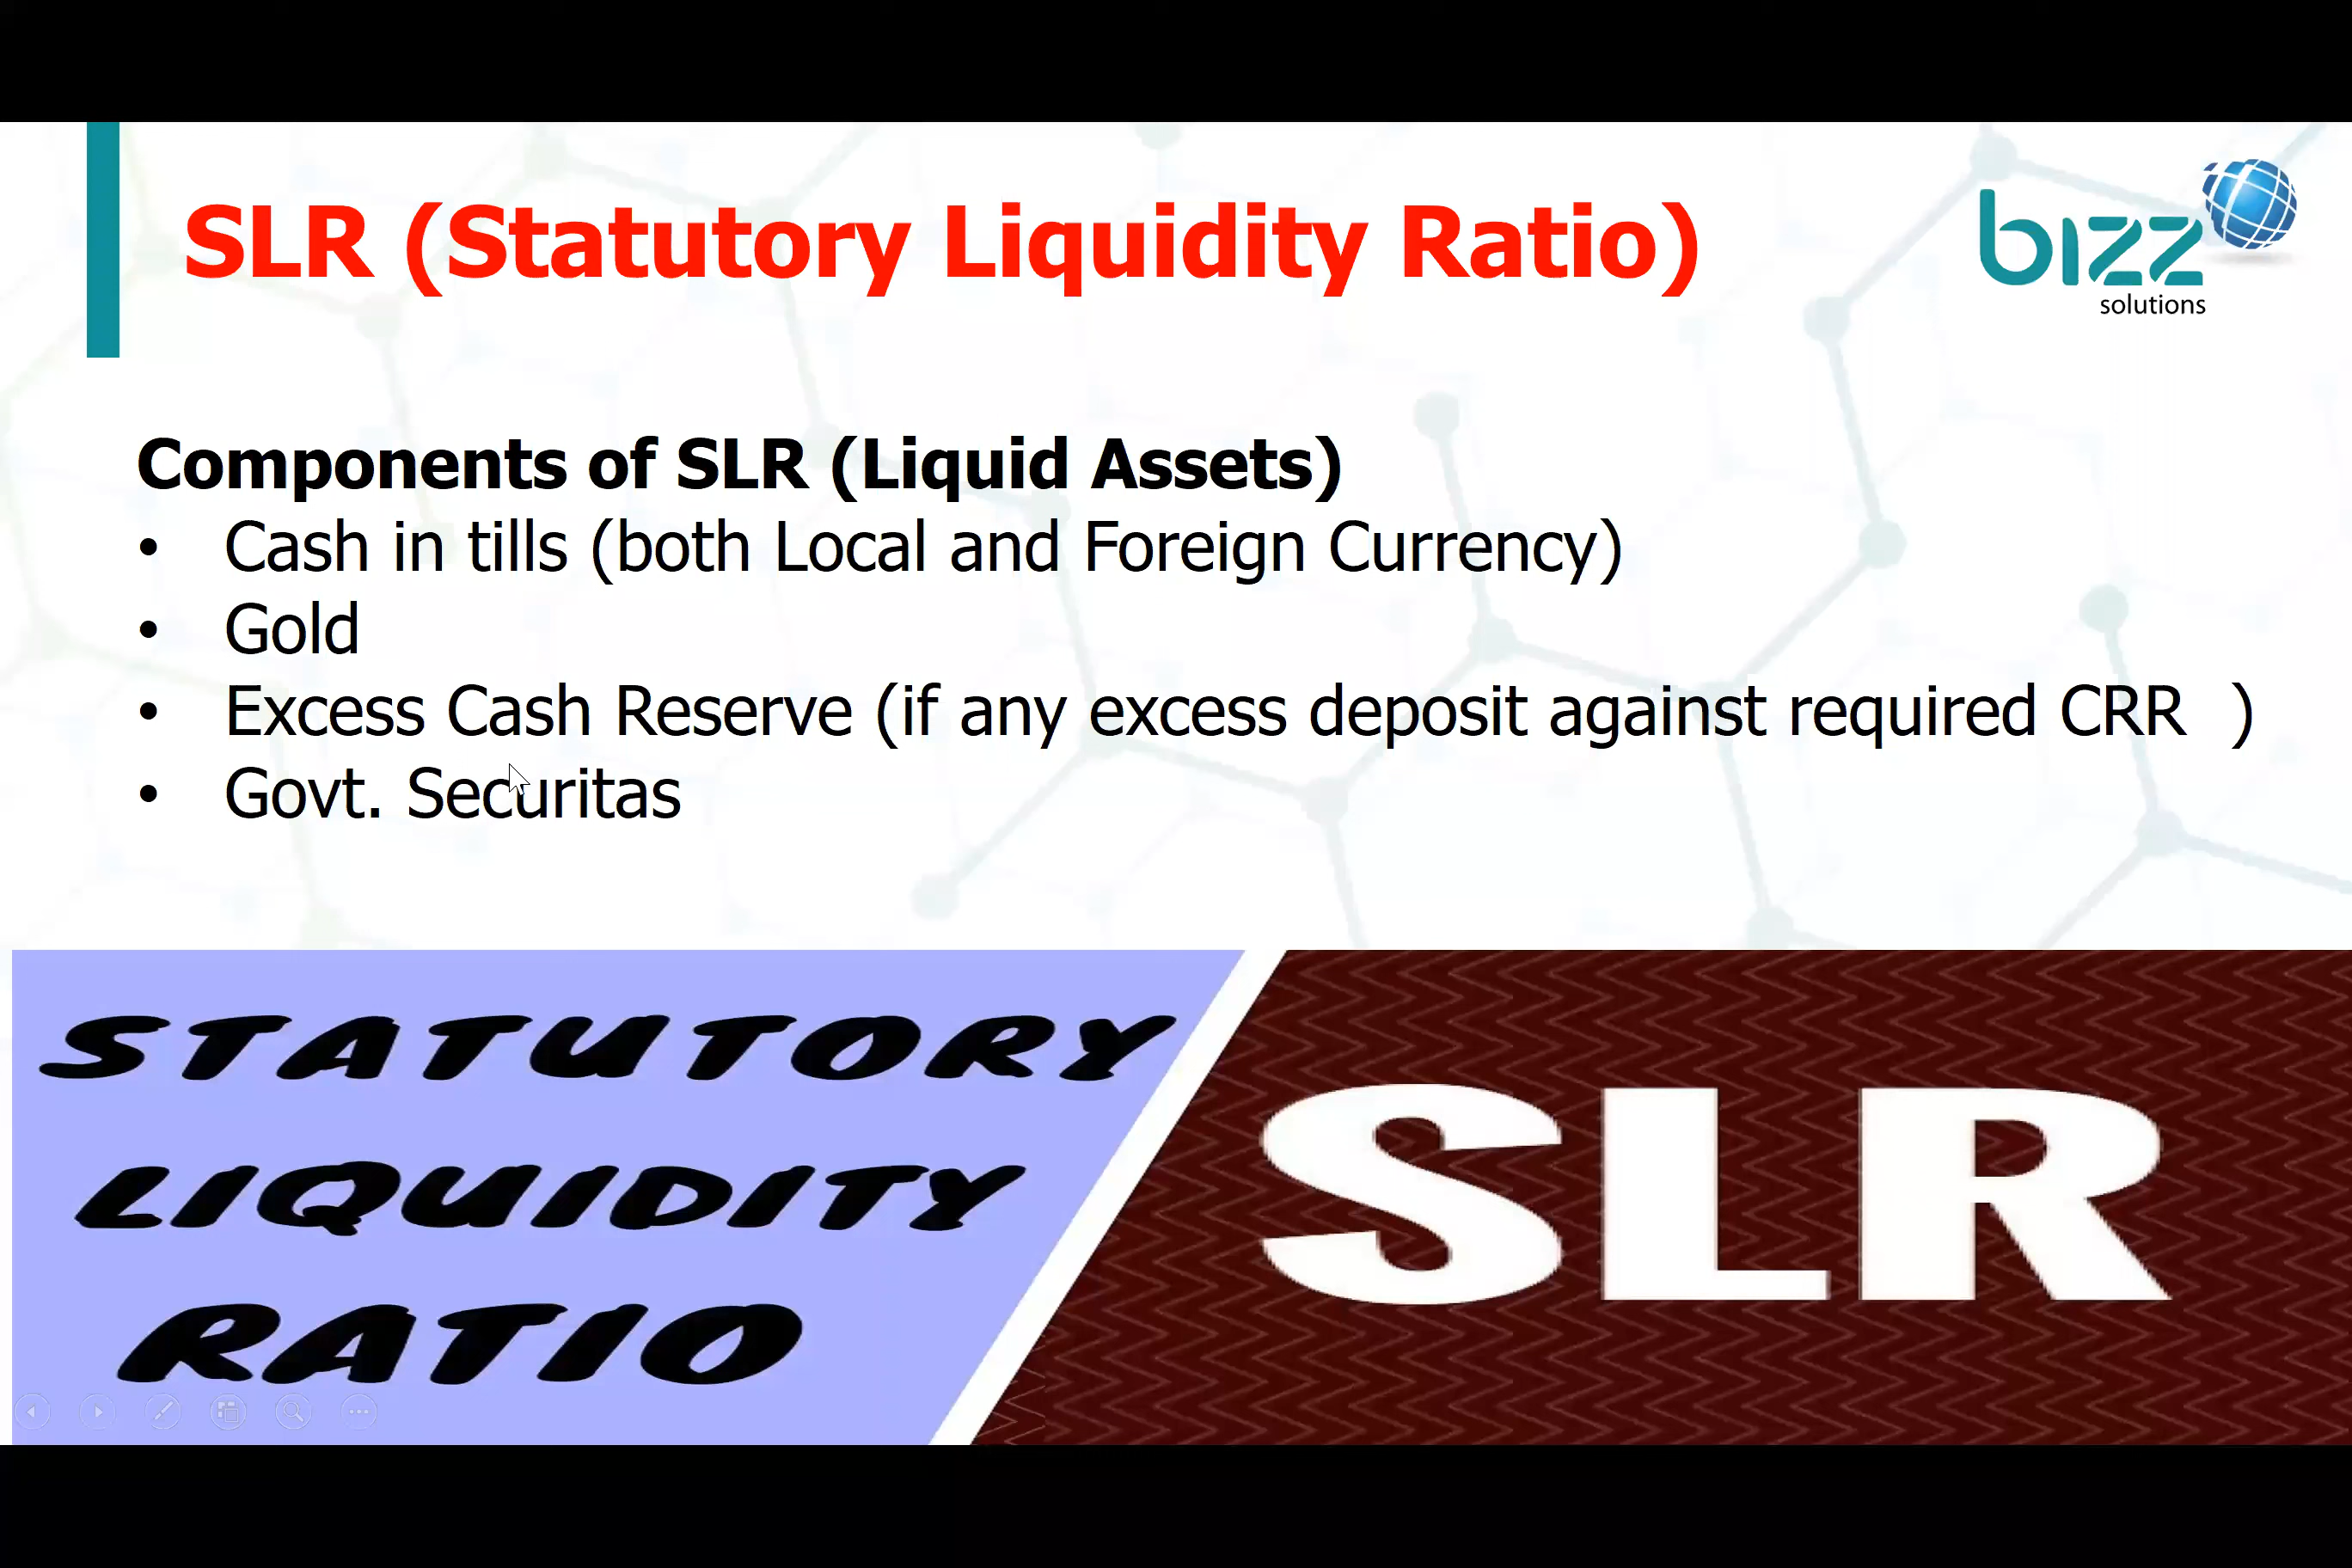 SLR (Statutory Liquidity Ratio)
bizz
solutions
Components of SLR (Liquid Assets)
• Cash in tills (both Local and Foreign Currency)
• Gold
• Excess Cash Reserve (if any excess deposit against required CRR )
• Govt. Securitas
STATUTORY
LIQUIDITY
RATIO
SLR